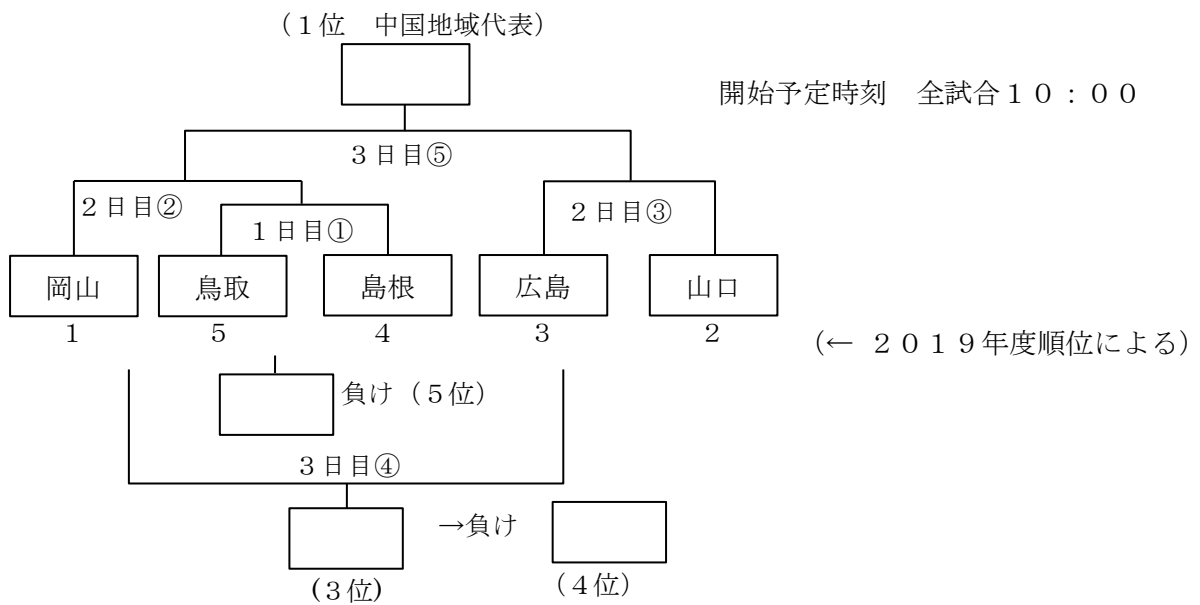 (1位　中国地域代表)
開始予定時刻　全試合１０：００
３日目⑤
２日目②
２日目③
１日目①
岡山　鳥取　島根　広島　山口
１　５　４　３　２
(← ２０１９年度順位による)
負け（５位）
３日目④
→負け
(３位)
(４位)